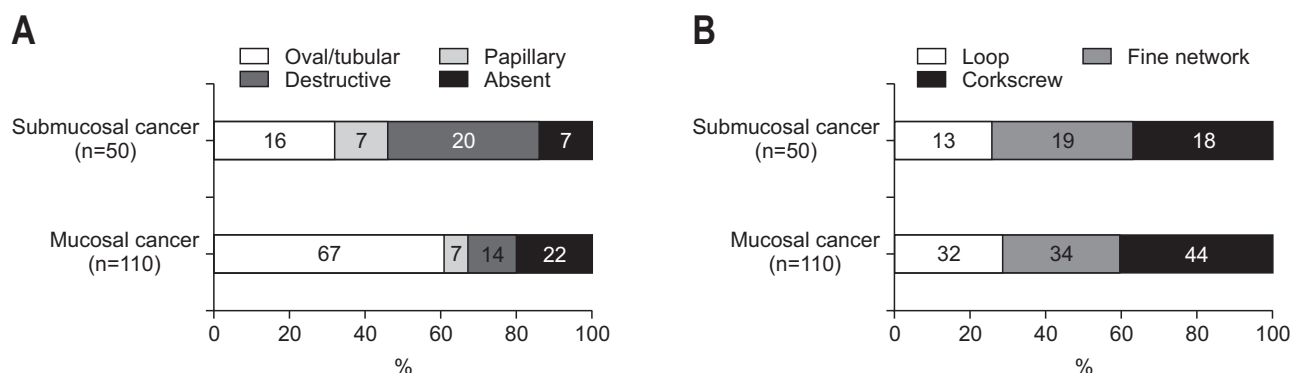 A
Oval/tubular
Papillary
Destructive
Absent
Submucosal cancer
(n=50)
16
7
20
7
Mucosal cancer
(n=110)
67
7
14
22
0
20
40
60
80
100
%
B
Loop
Fine network
Corkscrew
Submucosal cancer
(n=50)
13
19
18
Mucosal cancer
(n=110)
32
34
44
0
20
40
60
80
100
%